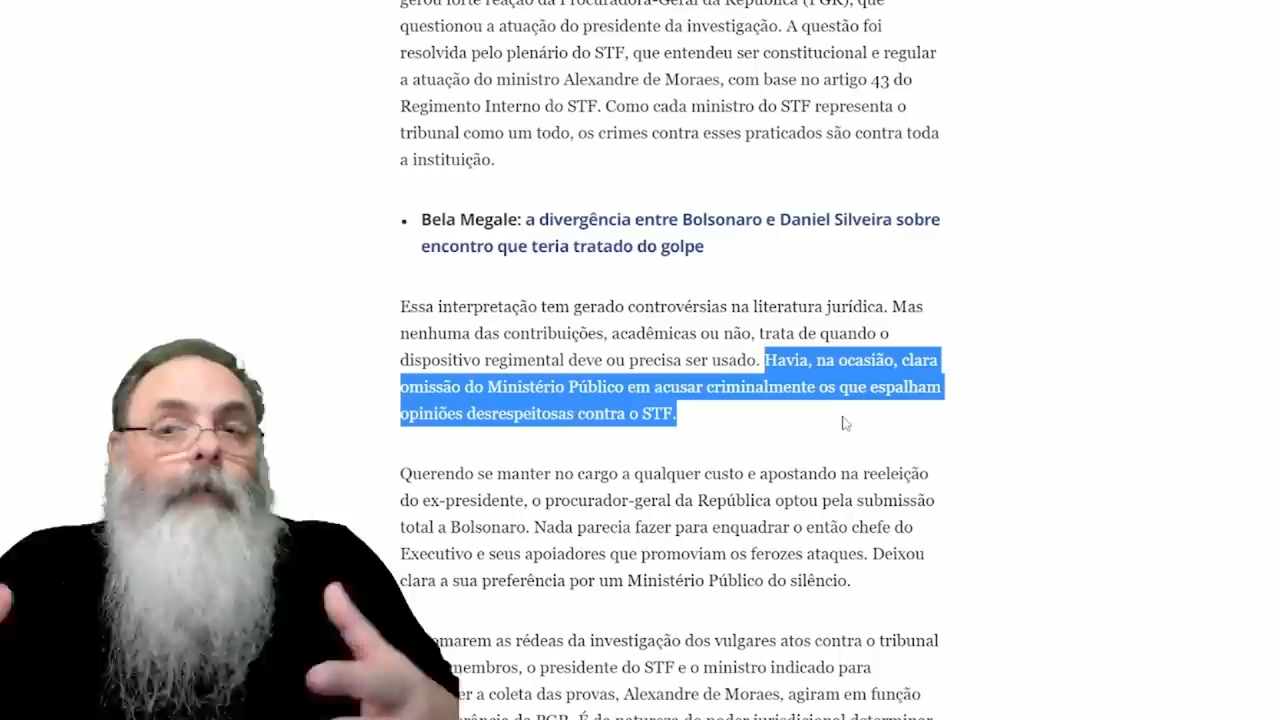 gerou forte reação da Procuradora-Geral da República (PGR), que
questionou a atuação do presidente da investigação. A questão foi
resolvida pelo plenário do STF, que entendeu ser constitucional e regular
a atuação do ministro Alexandre de Moraes, com base no artigo 43 do
Regimento Interno do STF. Como cada ministro do STF representa o
tribunal como um todo, os crimes contra esses praticados são contra toda
a instituição.
• Bela Megale: a divergência entre Bolsonaro e Daniel Silveira sobre
encontro que teria tratado do golpe
Essa interpretação tem gerado controvérsias na literatura jurídica. Mas
nenhuma das contribuições, acadêmicas ou não, trata de quando o
dispositivo regimental deve ou precisa ser usado. Havia, na ocasião, clara
omissão do Ministério Público em acusar criminalmente os que espalham
opiniões desrespeitosas contra o STF.
Querendo se manter no cargo a qualquer custo e apostando na reeleição
do ex-presidente, o procurador-geral da República optou pela submissão
total a Bolsonaro. Nada parecia fazer para enquadrar o então chefe do
Executivo e seus apoiadores que promoviam os ferozes ataques. Deixou
clara a sua preferência por um Ministério Público do silêncio.
amarem as rédeas da investigação dos vulgares atos contra o tribunal
membros, o presidente do STF e o ministro indicado para
er a coleta das provas, Alexandre de Moraes, agiram em função
da PGR. É da natureza do poder jurisdicional determinar